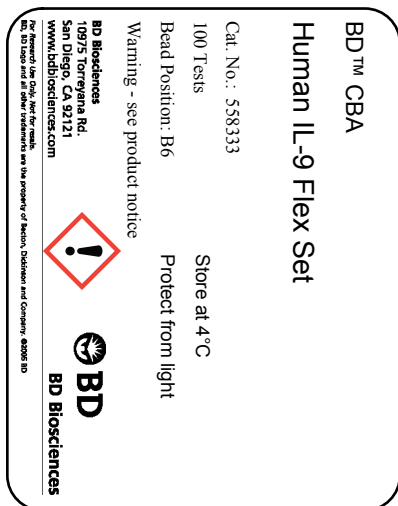 BD™ CBA
Human IL-9 Flex Set
Cat. No.: 558333
100 Tests Store at 4°C
Bead Position: B6 Protect from light
Warning - see product notice
BD Biosciences
10975 Torreyana Rd.
San Diego, CA 92121
www.bdbiosciences.com
BD
BD Biosciences
For Research Use Only. Not for resale.
BD, BD Logo and all other trademarks are the property of Becton, Dickinson and Company. ©2005 BD